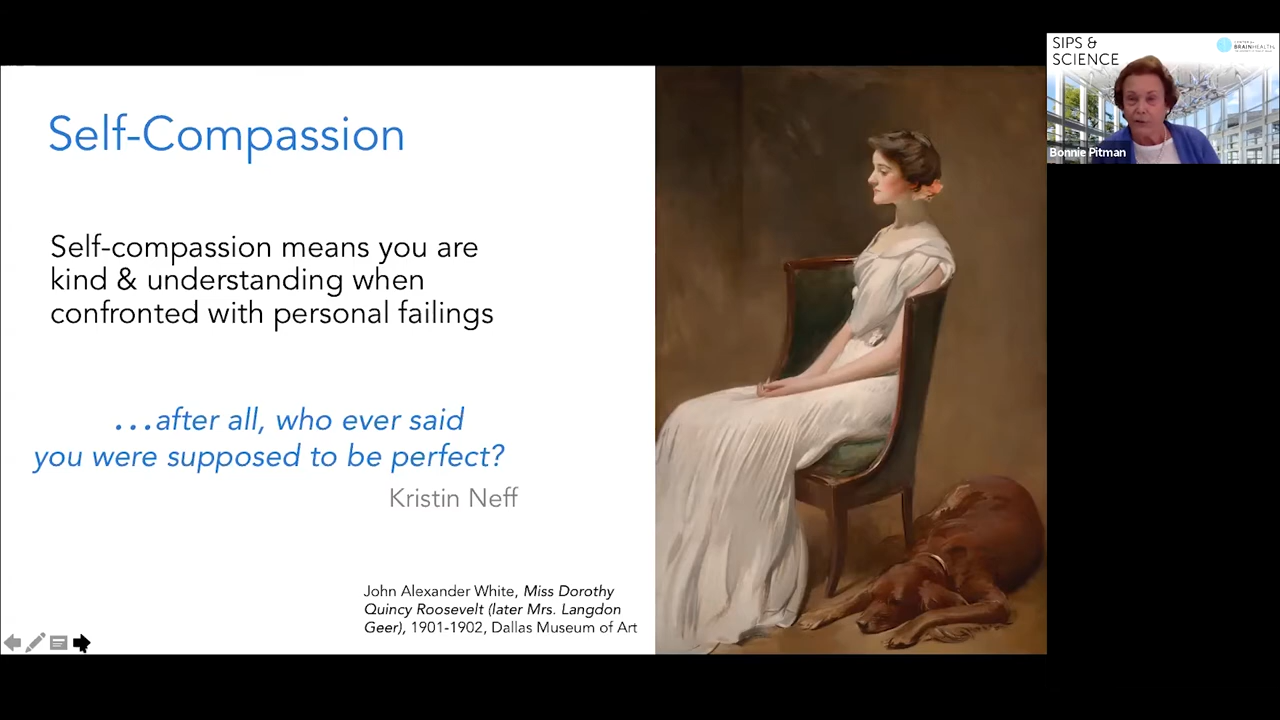 Self-Compassion
Self-compassion means you are
kind & understanding when
confronted with personal failings
...after all, who ever said
you were supposed to be perfect?
Kristin Neff
John Alexander White, Miss Dorothy
Quincy Roosevelt (later Mrs. Langdon
Geer), 1901-1902, Dallas Museum of Art
SIPS &
SCIENCE
BRAINHEALTH
Bonnie Pitman